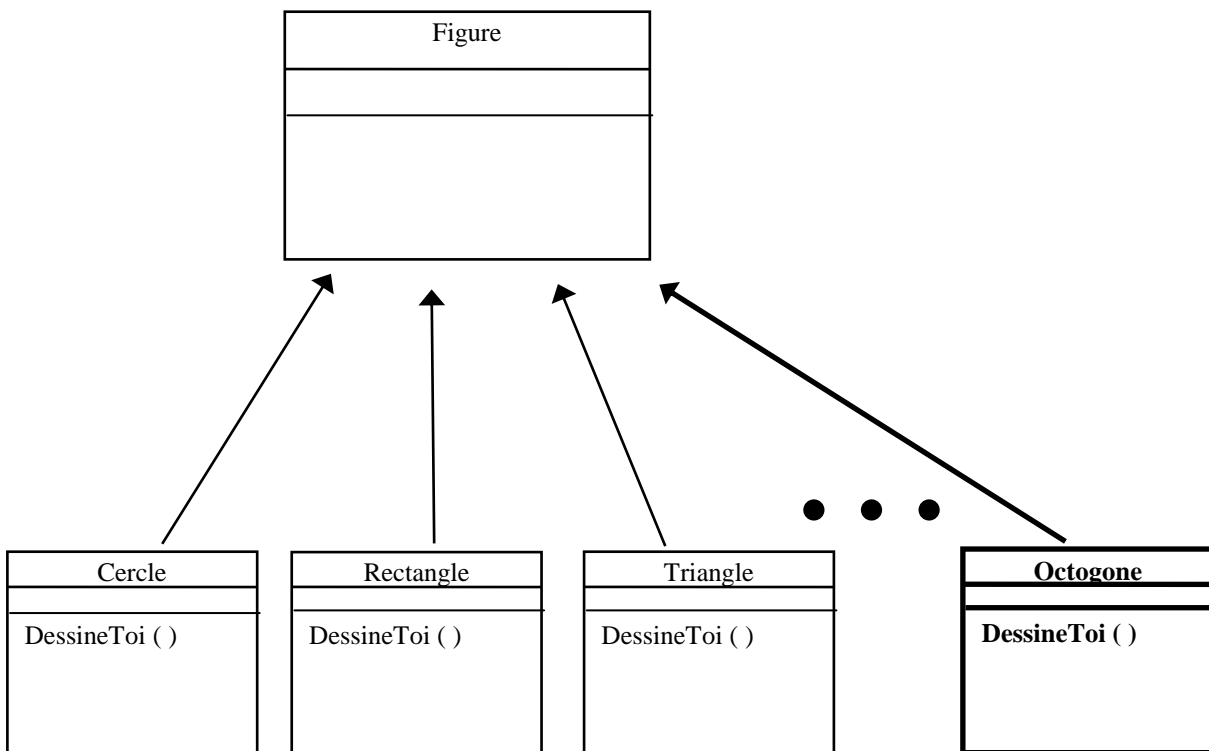 Figure
Cercle
Rectangle
Triangle
Octogone
DessineToi ( )
DessineToi ( )
DessineToi ( )
DessineToi ( )